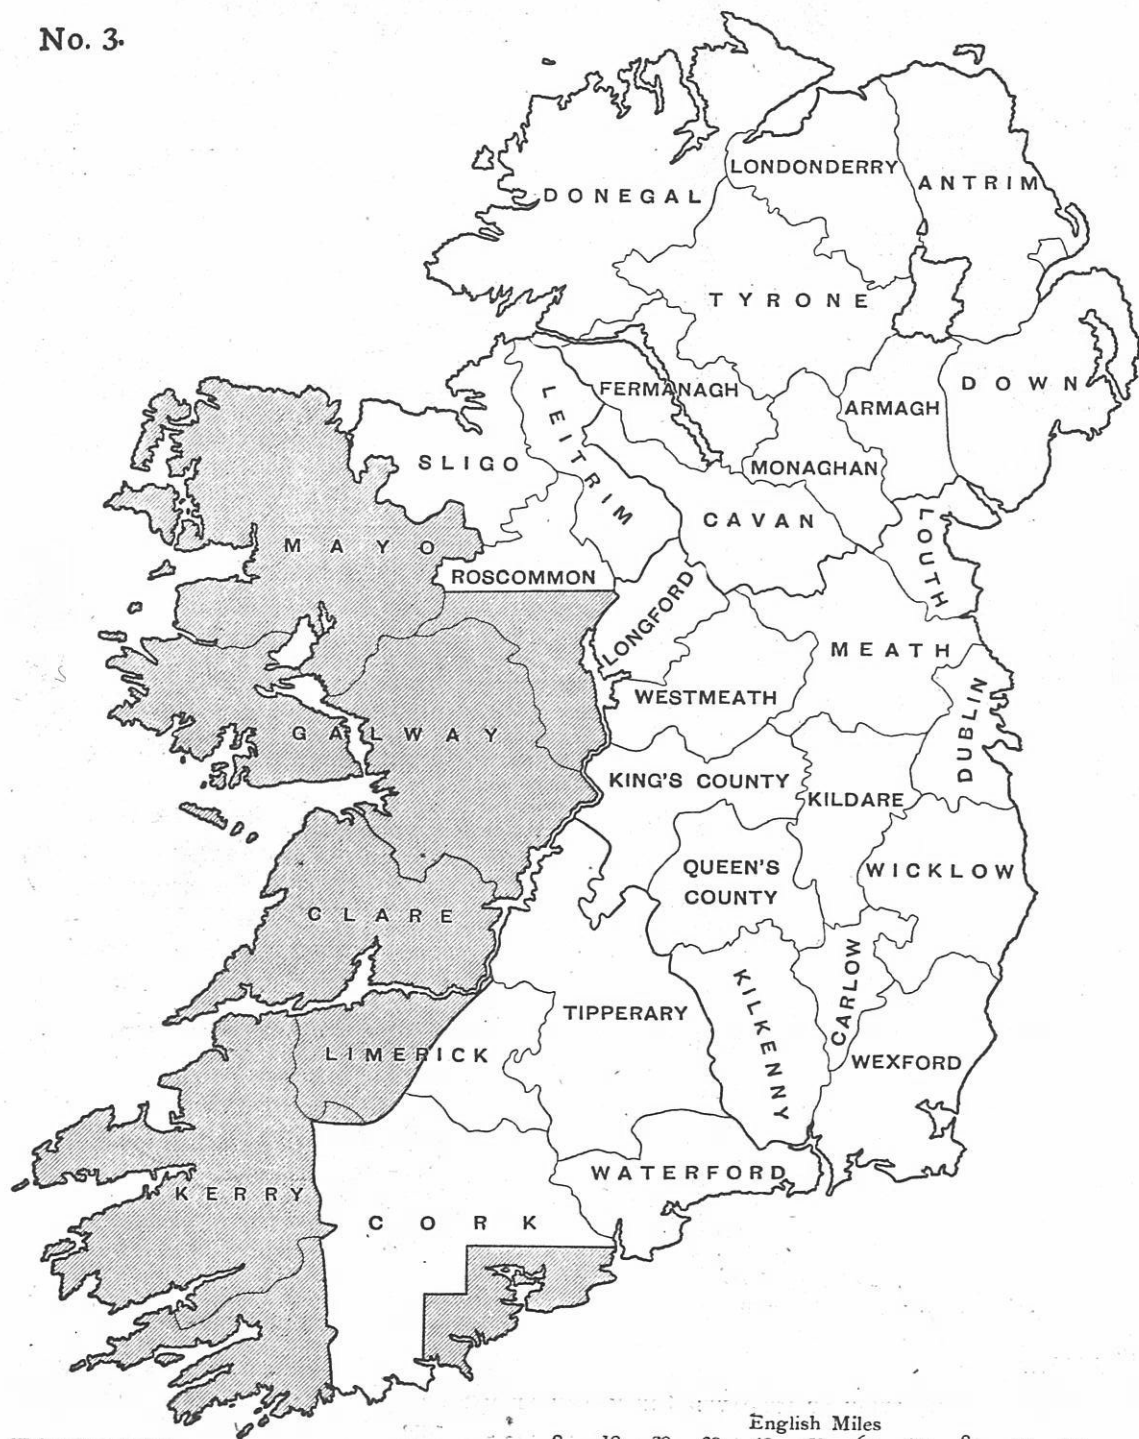 No. 3.
LONDONDERRY
ANTRIM
DONEGAL
TYRONE
FERMANAGH
DOWN
ARMAGH
LEITRIM
SLIGO
MONAGHAN
CAVAN
LOUTH
MAYO
ROSCOMMON
LONGFORD
MEATH
WESTMEATH
DUBLIN
GALWAY
KING'S COUNTY
KILDARE
QUEEN'S
COUNTY
WICKLOW
CLARE
CARLOW
KILKENNY
TIPPERARY
LIMERICK
WEXFORD
WATERFORD
KERRY
CORK
English Miles